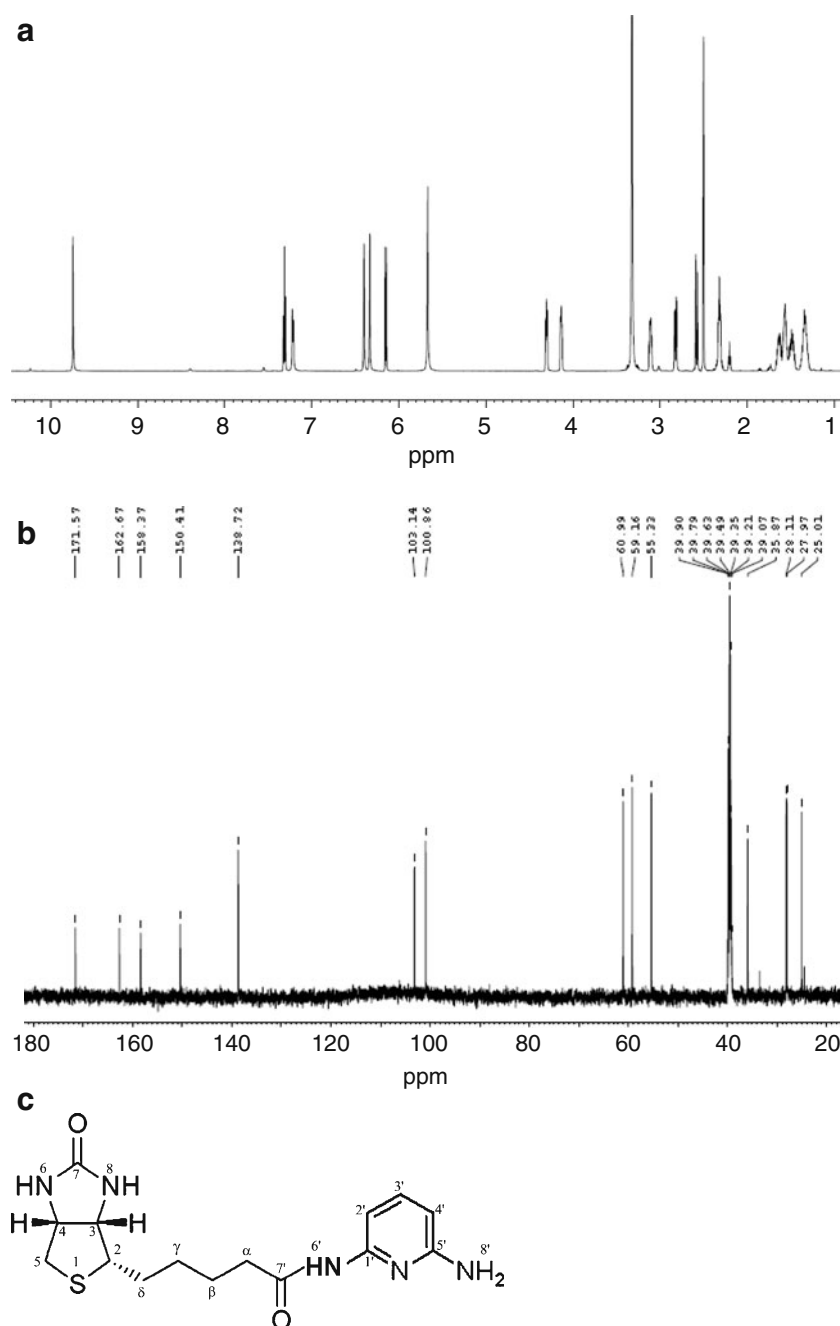 a
10 9 8 7 6 5 4 3 2 1
ppm
b
171.57 162.67 158.37 150.41 138.72 103.14 100.86 60.99 59.16 55.33 39.90 39.79 39.63 39.49 39.35 39.21 39.07 35.87 28.11 27.97 25.01
180 160 140 120 100 80 60 40 20
ppm
c
O
6 7 8
HN NH
H 4 3 H
5 S 1 2
δ γ β α
7' O
6' HN
1' 2' 3' 4' 5' N
8' NH2